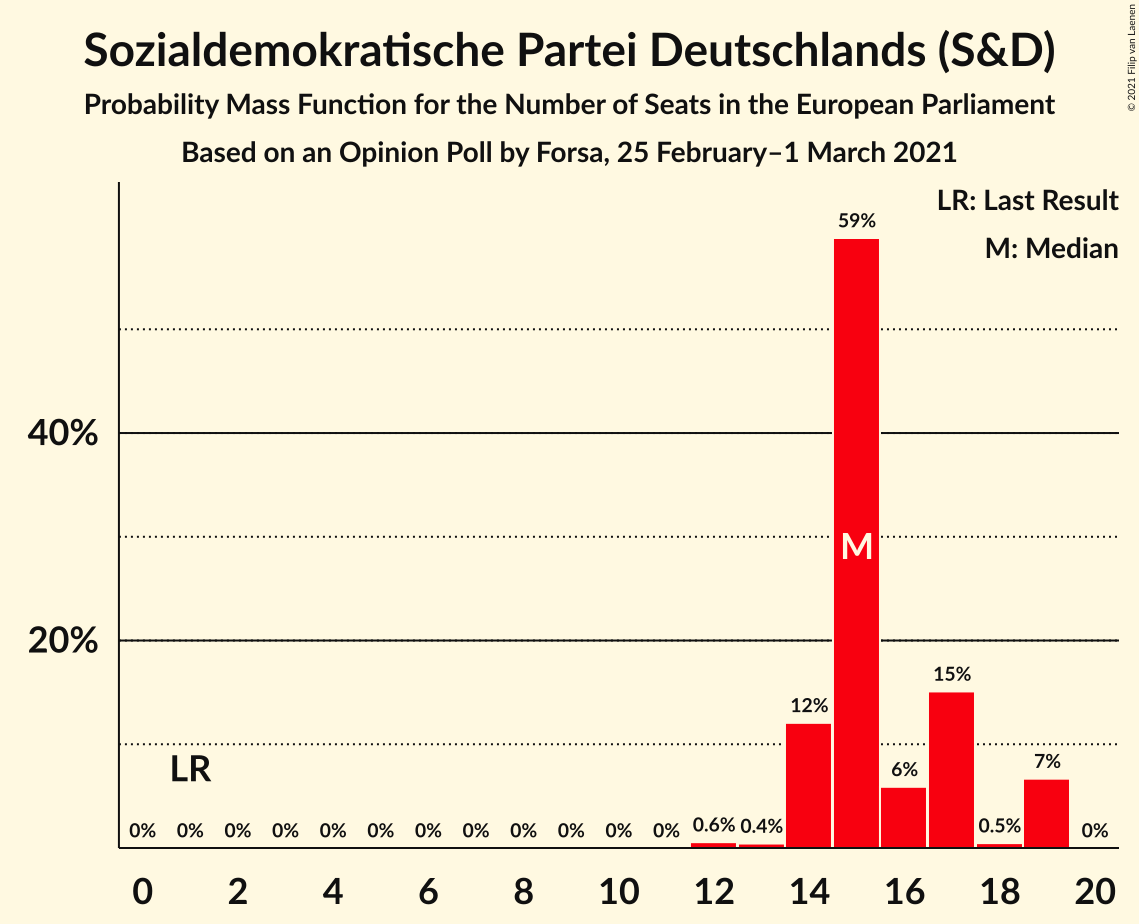 Sozialdemokratische Partei Deutschlands (S&D)
Probability Mass Function for the Number of Seats in the European Parliament
Based on an Opinion Poll by Forsa, 25 February–1 March 2021
© 2021 Filip van Laenen
LR: Last Result
M: Median
59%
40%
M
20%
15%
12%
7%
6%
LR
0% 0% 0% 0% 0% 0% 0% 0% 0% 0% 0% 0% 0.6% 0.4% 0.5% 0%
0 2 4 6 8 10 12 14 16 18 20